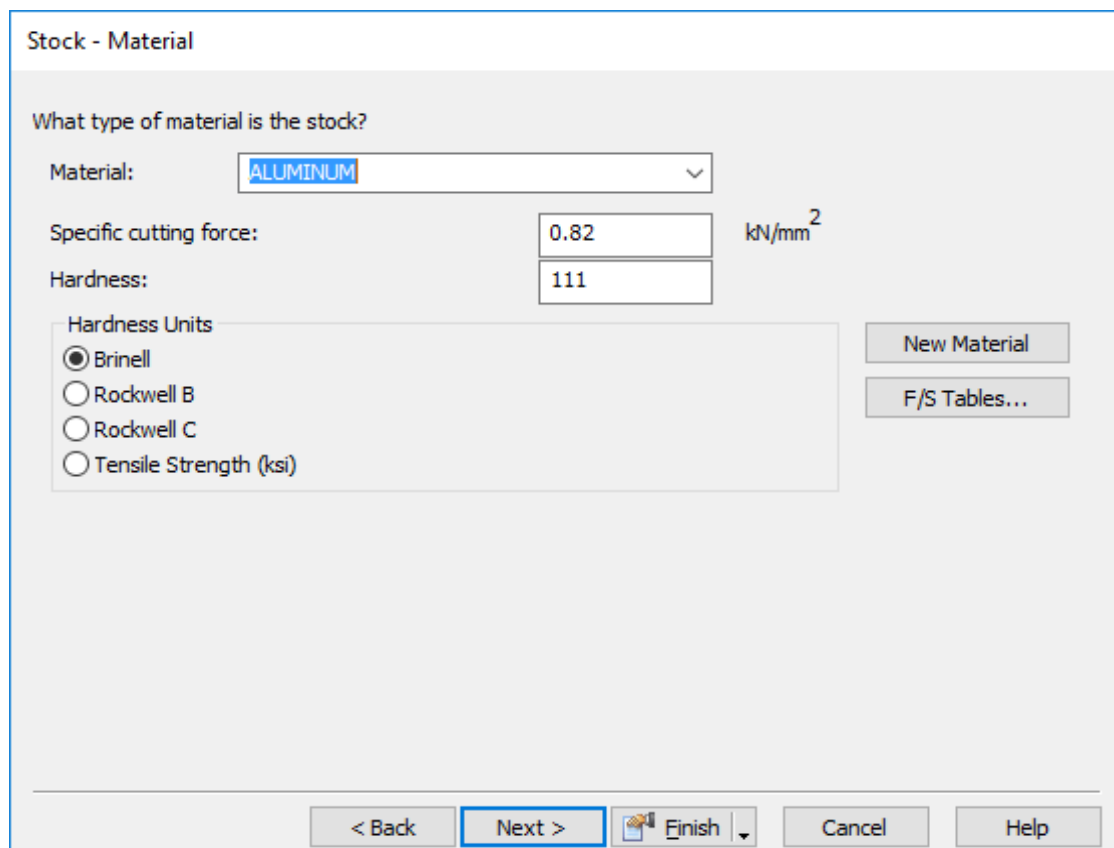 Stock - Material
What type of material is the stock?
Material: ALUMINUM
Specific cutting force: 0.82 kN/mm²
Hardness: 111
Hardness Units
Brinell
Rockwell B
Rockwell C
Tensile Strength (ksi)
New Material
F/S Tables...
< Back Next > Finish Cancel Help